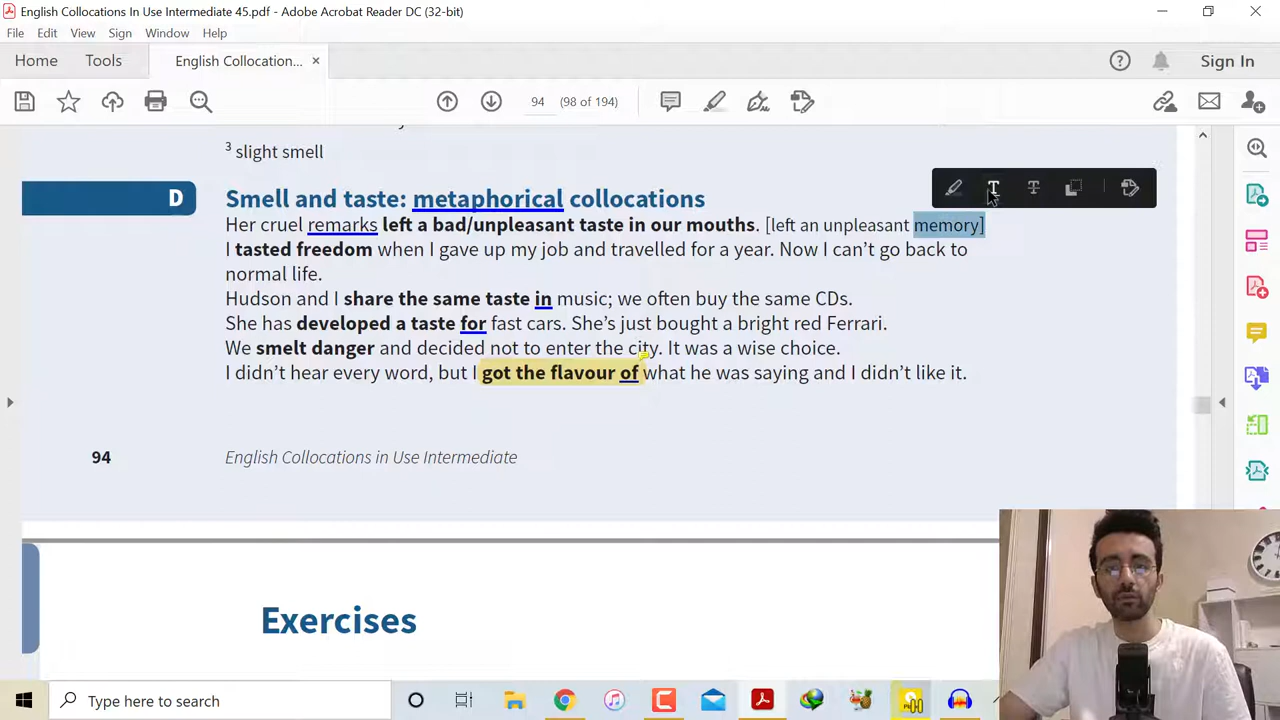 English Collocations In Use Intermediate 45.pdf - Adobe Acrobat Reader DC (32-bit)
File Edit View Sign Window Help
Home Tools English Collocation... × Sign In
94 (98 of 194)
3 slight smell
D Smell and taste: metaphorical collocations
Her cruel remarks left a bad/unpleasant taste in our mouths. [left an unpleasant memory]
I tasted freedom when I gave up my job and travelled for a year. Now I can't go back to
normal life.
Hudson and I share the same taste in music; we often buy the same CDs.
She has developed a taste for fast cars. She's just bought a bright red Ferrari.
We smelt danger and decided not to enter the city. It was a wise choice.
I didn't hear every word, but I got the flavour of what he was saying and I didn't like it.
94 English Collocations in Use Intermediate
Exercises
Type here to search